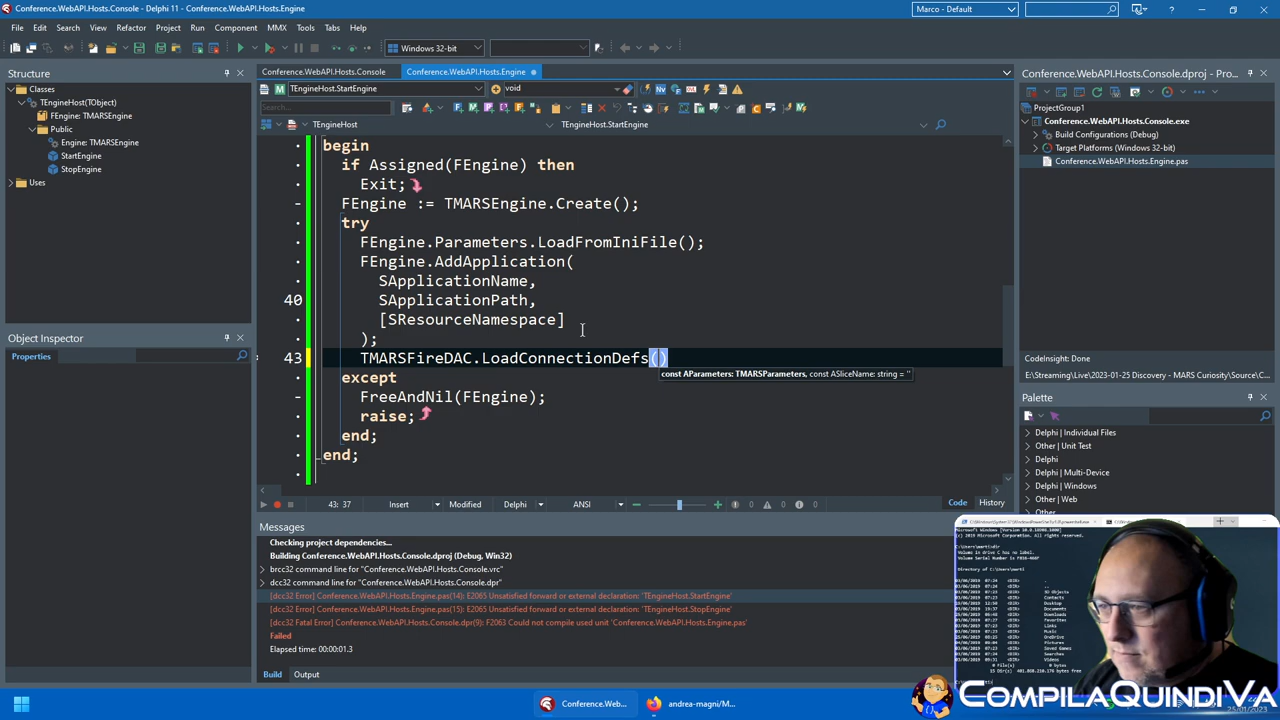 Conference.WebAPI.Hosts.Console - Delphi 11 - Conference.WebAPI.Hosts.Engine
Marco - Default
File Edit Search View Refactor Project Run Component MMX Tools Tabs Help
Windows 32-bit
Structure
Classes
TEngineHost(TObject)
FEngine: TMARSEngine
Public
Engine: TMARSEngine
StartEngine
StopEngine
Uses
Object Inspector
Properties
Conference.WebAPI.Hosts.Console
Conference.WebAPI.Hosts.Engine
TEngineHost.StartEngine
void
Search...
TEngineHost
TEngineHost.StartEngine
begin
if Assigned(FEngine) then
Exit;
FEngine := TMARSEngine.Create();
try
FEngine.Parameters.LoadFromIniFile();
FEngine.AddApplication(
SApplicationName,
40 SApplicationPath,
[SResourceNamespace]
);
43 TMARSFireDAC.LoadConnectionDefs()
const AParameters: TMARSParameters, const ASliceName: string = ''
except
FreeAndNil(FEngine);
raise;
end;
end;
43: 37 Insert Modified Delphi ANSI 0 0 0 Code History
Messages
Checking project dependencies...
Building Conference.WebAPI.Hosts.Console.dproj (Debug, Win32)
brcc32 command line for "Conference.WebAPI.Hosts.Console.vrc"
dcc32 command line for "Conference.WebAPI.Hosts.Console.dpr"
[dcc32 Error] Conference.WebAPI.Hosts.Engine.pas(14): E2065 Unsatisfied forward or external declaration: 'TEngineHost.StartEngine'
[dcc32 Error] Conference.WebAPI.Hosts.Engine.pas(15): E2065 Unsatisfied forward or external declaration: 'TEngineHost.StopEngine'
[dcc32 Fatal Error] Conference.WebAPI.Hosts.Console.dpr(9): F2063 Could not compile used unit 'Conference.WebAPI.Hosts.Engine.pas'
Failed
Elapsed time: 00:00:01.3
Build Output
Conference.WebAPI.Hosts.Console.dproj - Pro...
ProjectGroup1
Conference.WebAPI.Hosts.Console.exe
Build Configurations (Debug)
Target Platforms (Windows 32-bit)
Conference.WebAPI.Hosts.Engine.pas
CodeInsight: Done.
E:\Streaming\Live\2023-01-25 Discovery - MARS Curiosity\Source\C...
Palette
Delphi | Individual Files
Other | Unit Test
Delphi
Delphi | Multi-Device
Delphi | Windows
Other | Web
Other
Conference.We...
andrea-magni/M...
COMPILAQUINDIVA
25/01/2023